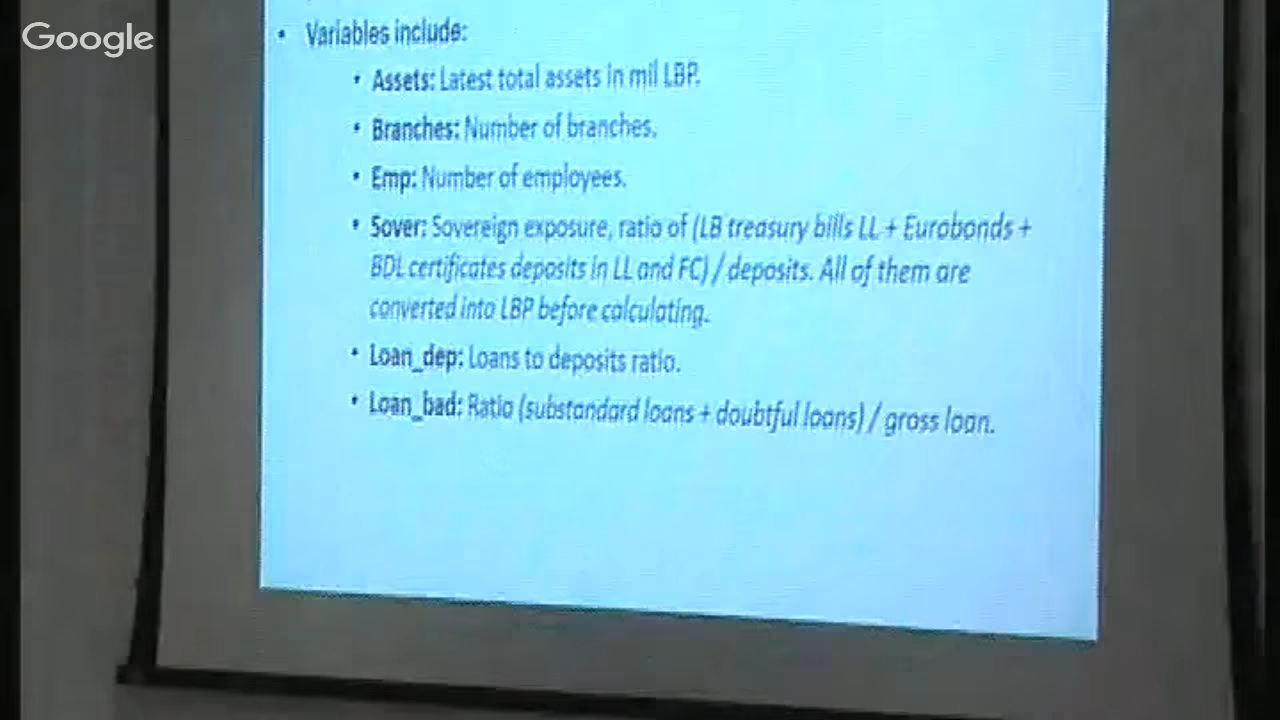 Google
• Variables include:
• Assets: Latest total assets in mil LBP.
• Branches: Number of branches.
• Emp: Number of employees.
• Sover: Sovereign exposure, ratio of (LB treasury bills LL + Eurobonds +
BDL certificates deposits in LL and FC) / deposits. All of them are
converted into LBP before calculating.
• Loan_dep: Loans to deposits ratio.
• Loan_bad: Ratio (substandard loans + doubtful loans) / gross loan.